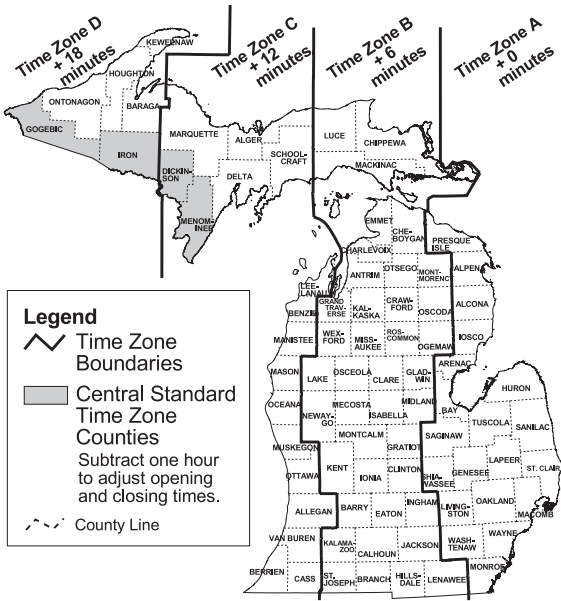 Time Zone D
+ 18
minutes
Time Zone C
+ 12
minutes
Time Zone B
+ 6
minutes
Time Zone A
+ 0
minutes
KEWEENAW
HOUGHTON
ONTONAGON
BARAGA
GOGEBIC
IRON
MARQUETTE
ALGER
LUCE
CHIPPEWA
SCHOOL-
CRAFT
MACKINAC
DICKIN-
SON
DELTA
MENOM-
INEE
EMMET
CHE-
BOYGAN
PRESQUE
ISLE
CHARLEVOIX
ANTRIM
OTSEGO
MONT-
MORENCY
ALPENA
LEE-
LANAU
GRAND
TRAV-
ERSE
KAL-
KASKA
CRAW-
FORD
OSCODA
ALCONA
BENZIE
MANISTEE
WEX-
FORD
MISS-
AUKEE
ROS-
COMMON
OGEMAW
IOSCO
ARENAC
MASON
LAKE
OSCEOLA
CLARE
GLAD-
WIN
HURON
OCEANA
NEWAY-
GO
MECOSTA
ISABELLA
MIDLAND
BAY
TUSCOLA
SANILAC
MUSKEGON
MONTCALM
GRATIOT
SAGINAW
LAPEER
ST. CLAIR
OTTAWA
KENT
IONIA
CLINTON
SHIA-
WASSEE
GENESEE
ALLEGAN
BARRY
EATON
INGHAM
LIVING-
STON
OAKLAND
MACOMB
VAN BUREN
KALAMA-
ZOO
CALHOUN
JACKSON
WASH-
TENAW
WAYNE
BERRIEN
CASS
ST.
JOSEPH
BRANCH
HILLS-
DALE
LENAWEE
MONROE
Legend
Time Zone
Boundaries
Central Standard
Time Zone
Counties
Subtract one hour
to adjust opening
and closing times.
County Line